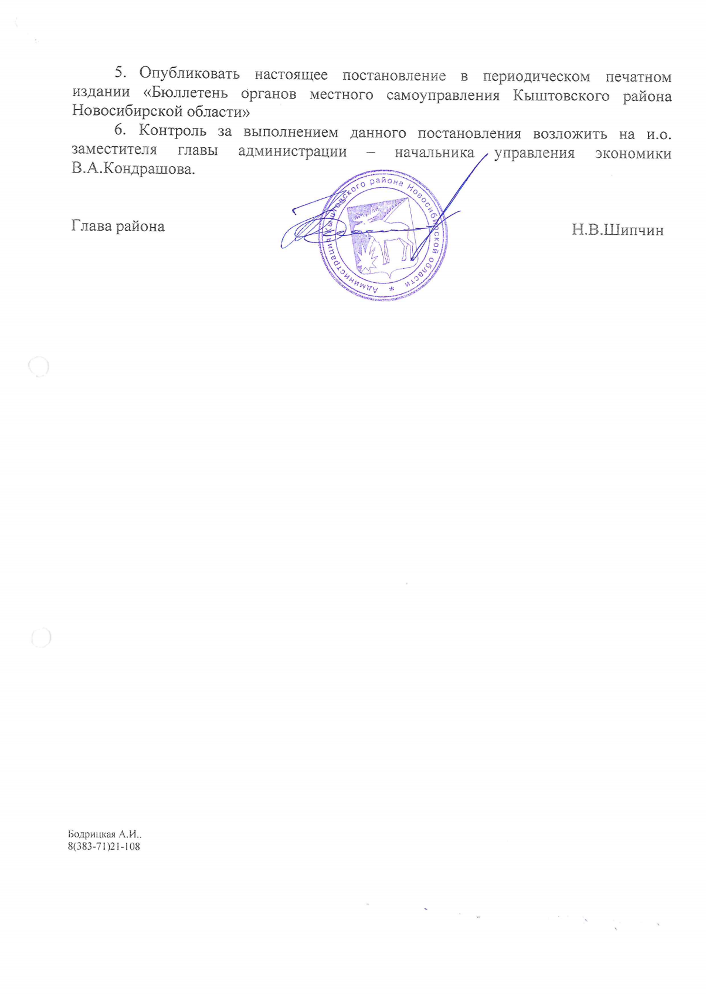 5. Опубликовать настоящее постановление в периодическом печатном
издании «Бюллетень органов местного самоуправления Кыштовского района
Новосибирской области»
6. Контроль за выполнением данного постановления возложить на и.о.
заместителя главы администрации – начальника управления экономики
В.А.Кондрашова.
Глава района
Администрация Кыштовского района Новосибирской области *
Н.В.Шипчин
Бодрицкая А.И..
8(383-71)21-108